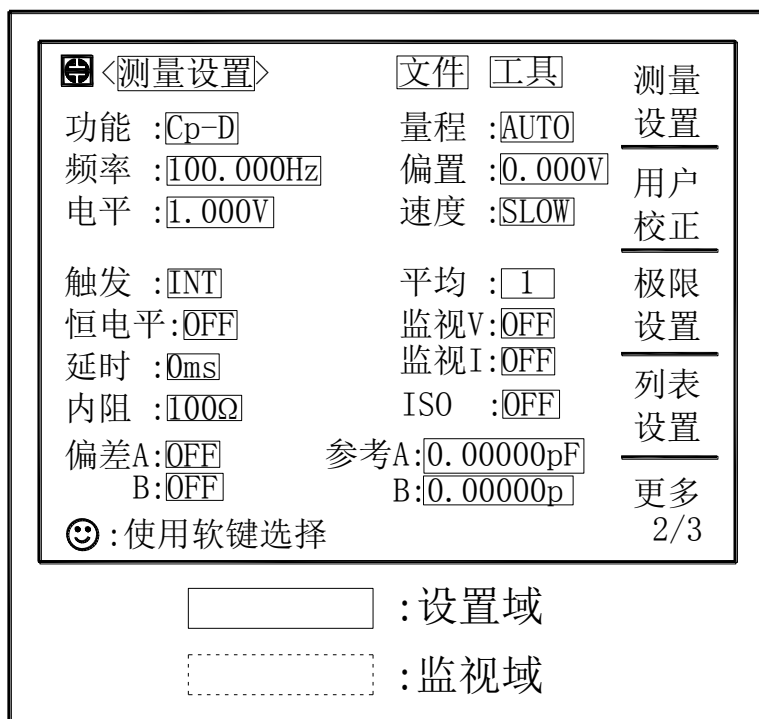 <测量设置> 文件 工具
功能 :Cp-D 量程 :AUTO
频率 :100.000Hz 偏置 :0.000V
电平 :1.000V 速度 :SLOW
触发 :INT 平均 : 1
恒电平:OFF 监视V:OFF
延时 :0ms 监视I:OFF
内阻 :100Ω ISO :OFF
偏差A:OFF 参考A:0.00000pF
B:OFF B:0.00000p
☺:使用软键选择
测量
设置
用户
校正
极限
设置
列表
设置
更多
2/3
:设置域
:监视域